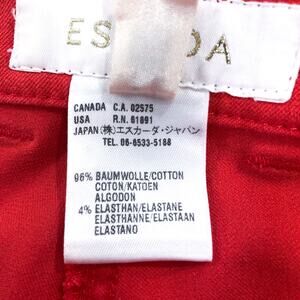 ES   DA
CANADA C.A. 02575
USA R.N. 61691
JAPAN(株)エスカーダ・ジャパン
TEL. 06-6533-5188
96% BAUMWOLLE/COTTON
COTON/KATOEN
ALGODON
4% ELASTHAN/ELASTANE
ELASTHANNE/ELASTAAN
ELASTANO